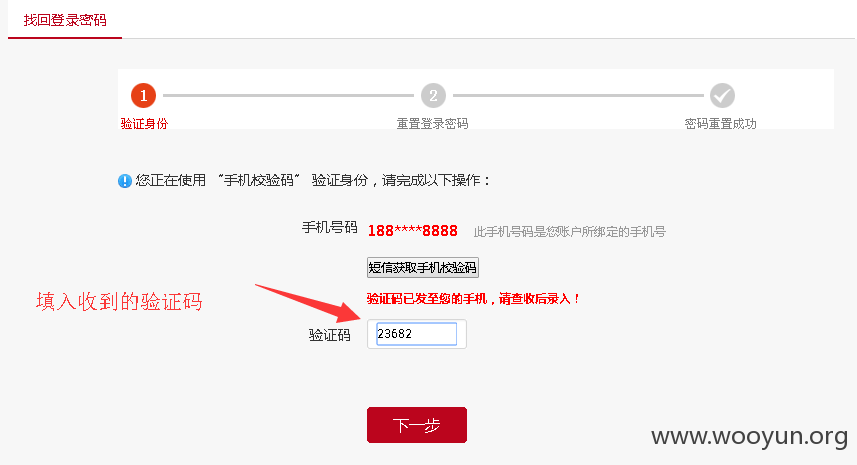 找回登录密码
1
2
验证身份
重置登录密码
密码重置成功
您正在使用 “手机校验码” 验证身份，请完成以下操作：
手机号码 188****8888 此手机号码是您账户所绑定的手机号
短信获取手机校验码
填入收到的验证码
验证码已发至您的手机，请查收后录入！
验证码 23682
下一步
www.wooyun.org